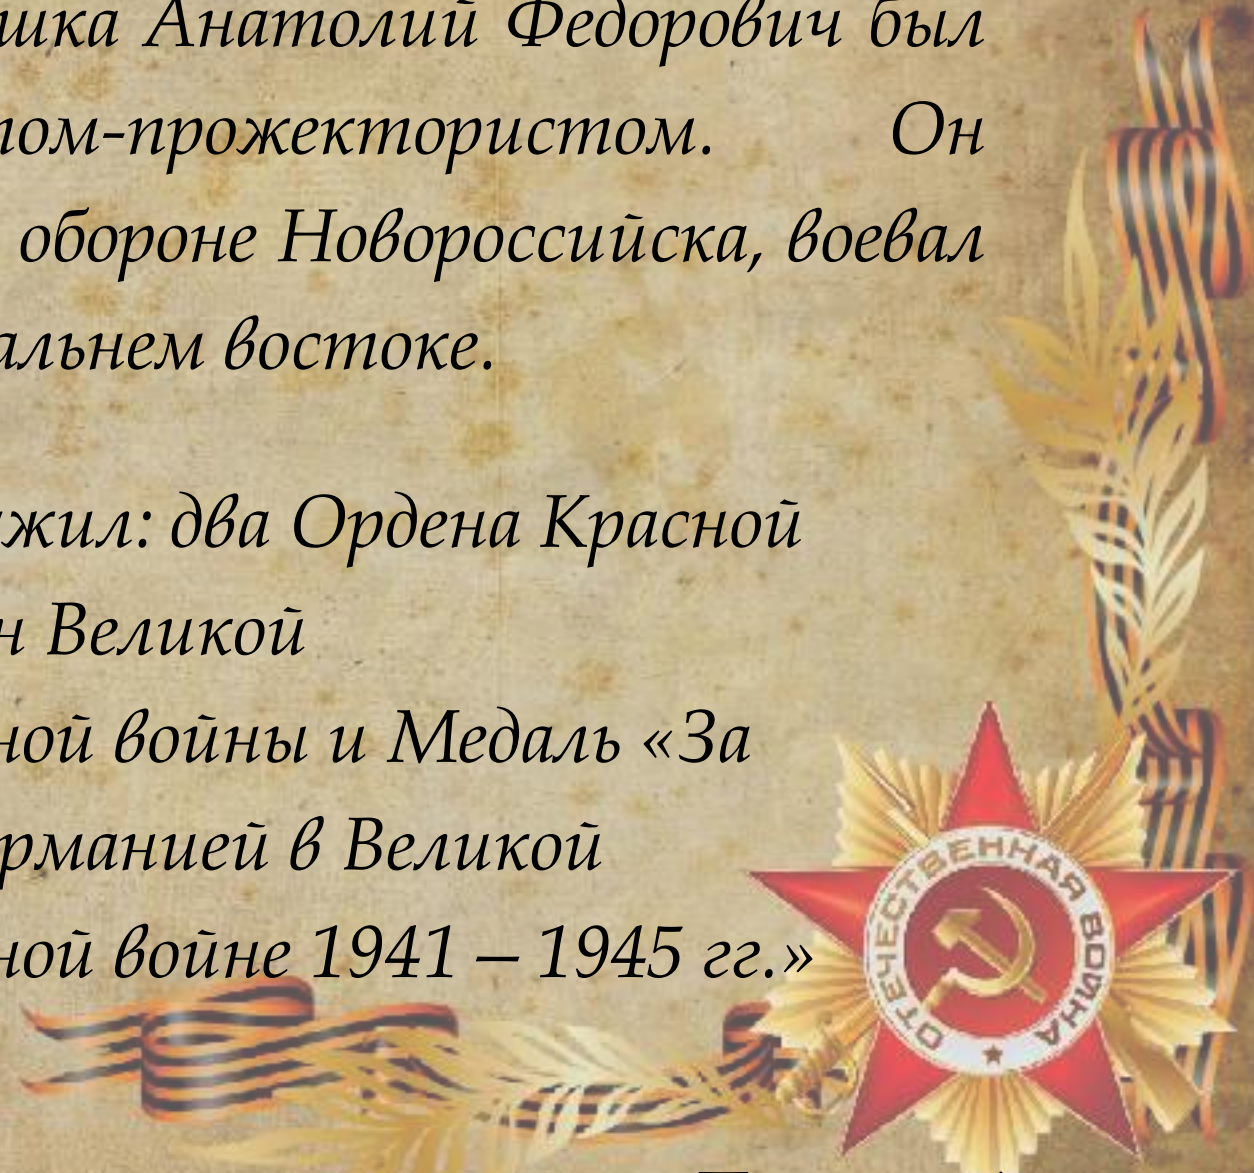 шка Анатолий Федорович был
том-прожектористом. Он
обороне Новороссийска, воевал
альнем востоке.
жил: два Ордена Красной
н Великой
ной войны и Медаль «За
рманией в Великой
ной войне 1941 – 1945 гг.»
ОТЕЧЕСТВЕННАЯ ВОЙНА